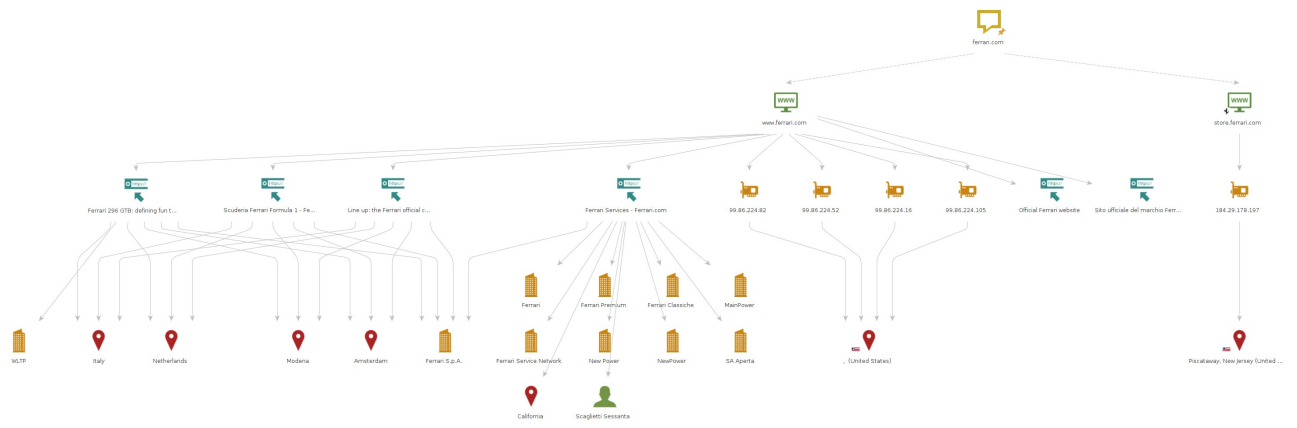 ferrari.com
www
www
www.ferrari.com
store.ferrari.com
Ferrari 296 GTB: defining fun t...
Scuderia Ferrari Formula 1 - Fe...
Line up: the Ferrari official c...
Ferrari Services - Ferrari.com
99.86.224.82
99.86.224.52
99.86.224.16
99.86.224.105
Official Ferrari website
Sito ufficiale del marchio Ferr...
184.29.178.197
Ferrari
Ferrari Premium
Ferrari Classiche
MainPower
WLTP
Italy
Netherlands
Modena
Amsterdam
Ferrari S.p.A.
Ferrari Service Network
New Power
NewPower
SA Aperta
, (United States)
Piscataway, New Jersey (United ...
California
Scaglietti Sessanta